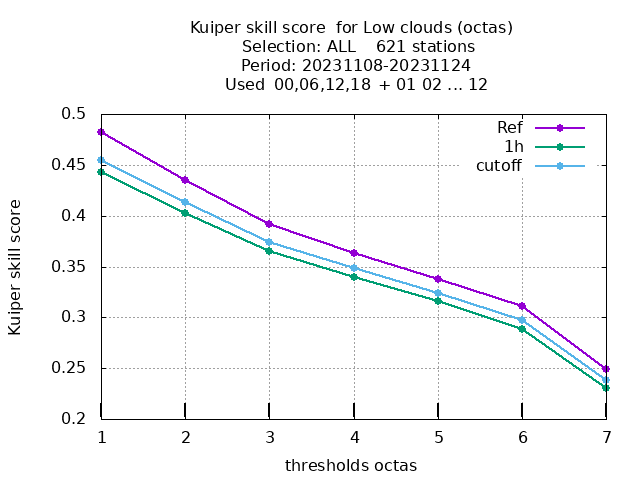 Kuiper skill score  for Low clouds (octas)
Selection: ALL    621 stations
Period: 20231108-20231124
Used  00,06,12,18 + 01 02 ... 12
Ref
1h
cutoff
0.5
0.45
0.4
0.35
0.3
0.25
0.2
Kuiper skill score
1 2 3 4 5 6 7
thresholds octas